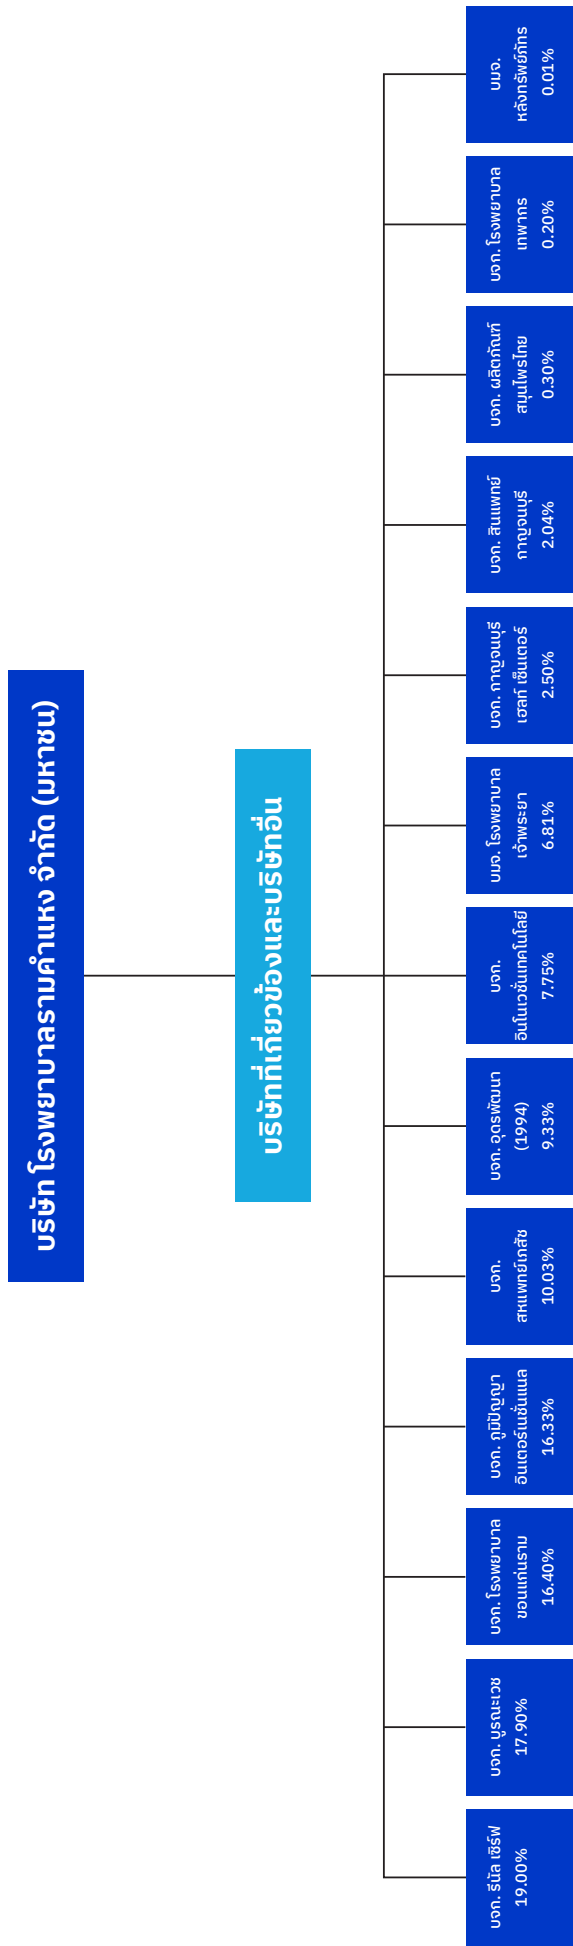 บริษัท โรงพยาบาลรามคำแหง จำกัด (มหาชน)
บริษัทที่เกี่ยวข้องและบริษัทอื่น
บจก. รีนัล เซิร์ฟ
19.00%
บจก. บูรณะเวช
17.90%
บจก. โรงพยาบาล
ขอนแก่นราม
16.40%
บจก. ภูมิปัญญา
อินเตอร์เนชั่นแนล
16.33%
บจก.
สหแพทย์เภสัช
10.03%
บจก. อุดรพัฒนา
(1994)
9.33%
บจก.
อินโนเวชั่นเทคโนโลยี
7.75%
บมจ. โรงพยาบาล
เจ้าพระยา
6.81%
บจก. กาญจนบุรี
เฮลท์ เซ็นเตอร์
2.50%
บจก. สินแพทย์
กาญจนบุรี
2.04%
บจก. ผลิตภัณฑ์
สมุนไพรไทย
0.30%
บจก. โรงพยาบาล
เทพากร
0.20%
บมจ.
หลังทรัพย์ภัทร
0.01%